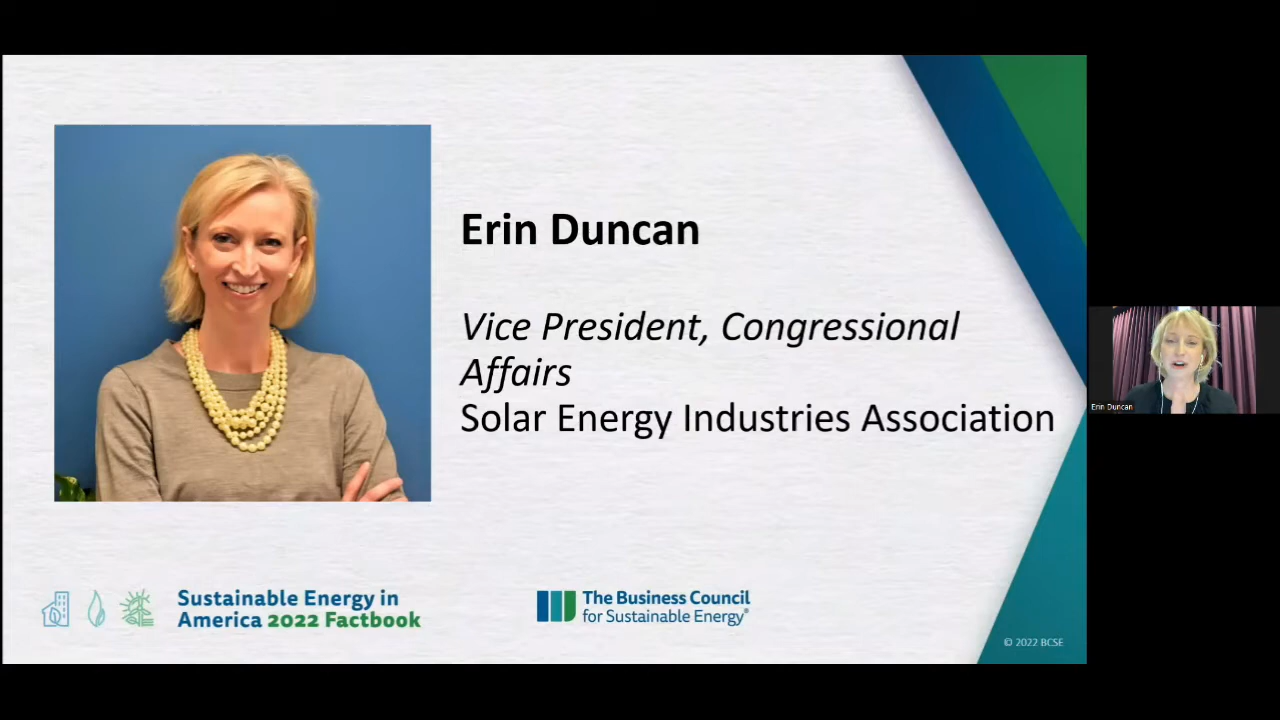 Erin Duncan
Vice President, Congressional
Affairs
Solar Energy Industries Association
Erin Duncan
Sustainable Energy in
America 2022 Factbook
The Business Council
for Sustainable Energy®
© 2022 BCSE